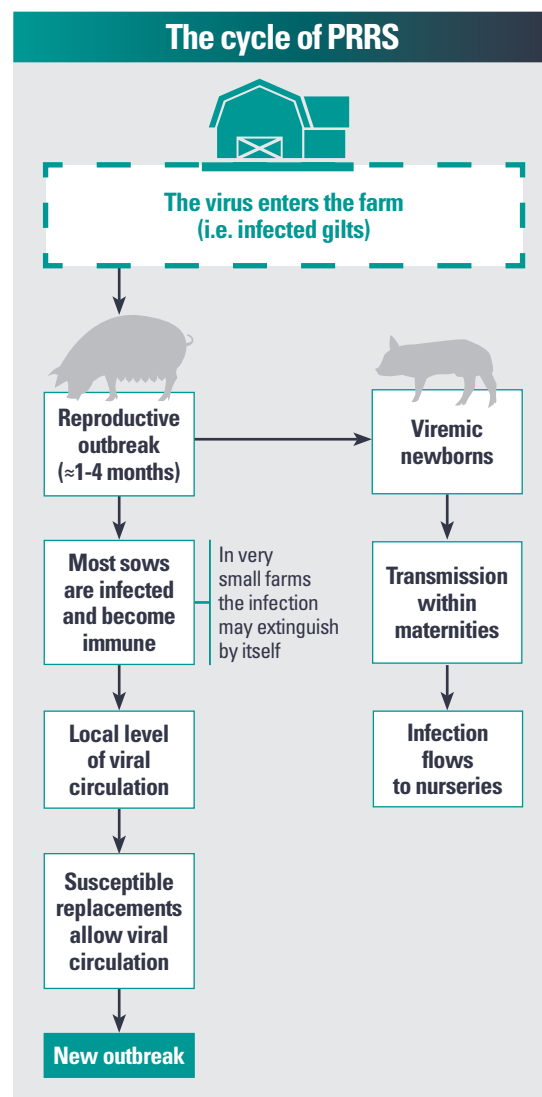 The cycle of PRRS
The virus enters the farm
(i.e. infected gilts)
Reproductive
outbreak
(≈1-4 months)
Most sows
are infected
and become
immune
In very
small farms
the infection
may extinguish
by itself
Local level
of viral
circulation
Susceptible
replacements
allow viral
circulation
New outbreak
Viremic
newborns
Transmission
within
maternities
Infection
flows
to nurseries